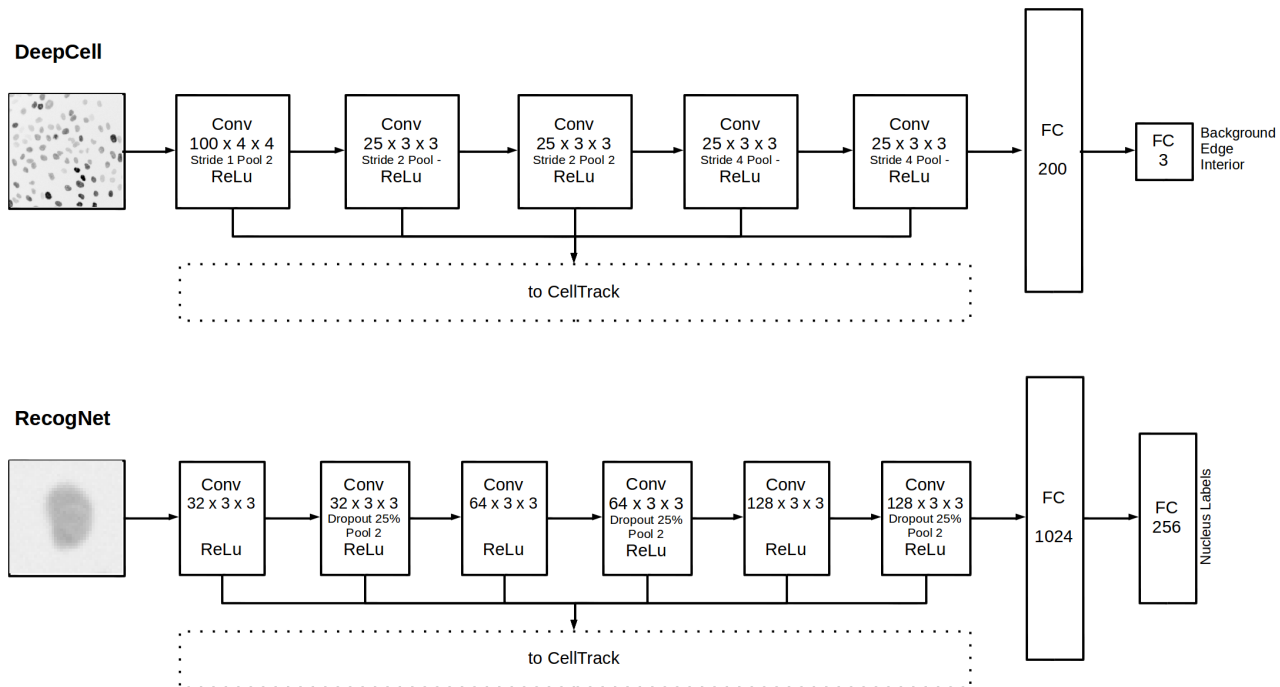 DeepCell
Conv
100 x 4 x 4
Stride 1 Pool 2
ReLu
Conv
25 x 3 x 3
Stride 2 Pool -
ReLu
Conv
25 x 3 x 3
Stride 2 Pool 2
ReLu
Conv
25 x 3 x 3
Stride 4 Pool -
ReLu
Conv
25 x 3 x 3
Stride 4 Pool -
ReLu
FC
200
FC
3
Background
Edge
Interior
to CellTrack
RecogNet
Conv
32 x 3 x 3
ReLu
Conv
32 x 3 x 3
Dropout 25%
Pool 2
ReLu
Conv
64 x 3 x 3
ReLu
Conv
64 x 3 x 3
Dropout 25%
Pool 2
ReLu
Conv
128 x 3 x 3
ReLu
Conv
128 x 3 x 3
Dropout 25%
Pool 2
ReLu
FC
1024
FC
256
Nucleus Labels
to CellTrack